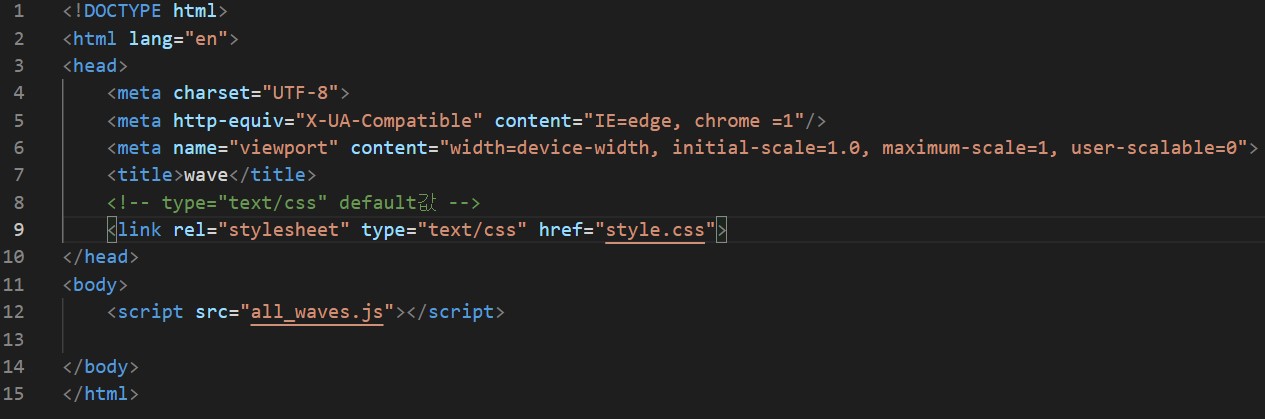 1 <!DOCTYPE html>
2 <html lang="en">
3 <head>
4     <meta charset="UTF-8">
5     <meta http-equiv="X-UA-Compatible" content="IE=edge, chrome =1"/>
6     <meta name="viewport" content="width=device-width, initial-scale=1.0, maximum-scale=1, user-scalable=0">
7     <title>wave</title>
8     <!-- type="text/css" default값 -->
9     <link rel="stylesheet" type="text/css" href="style.css">
10 </head>
11 <body>
12     <script src="all_waves.js"></script>
13
14 </body>
15 </html>